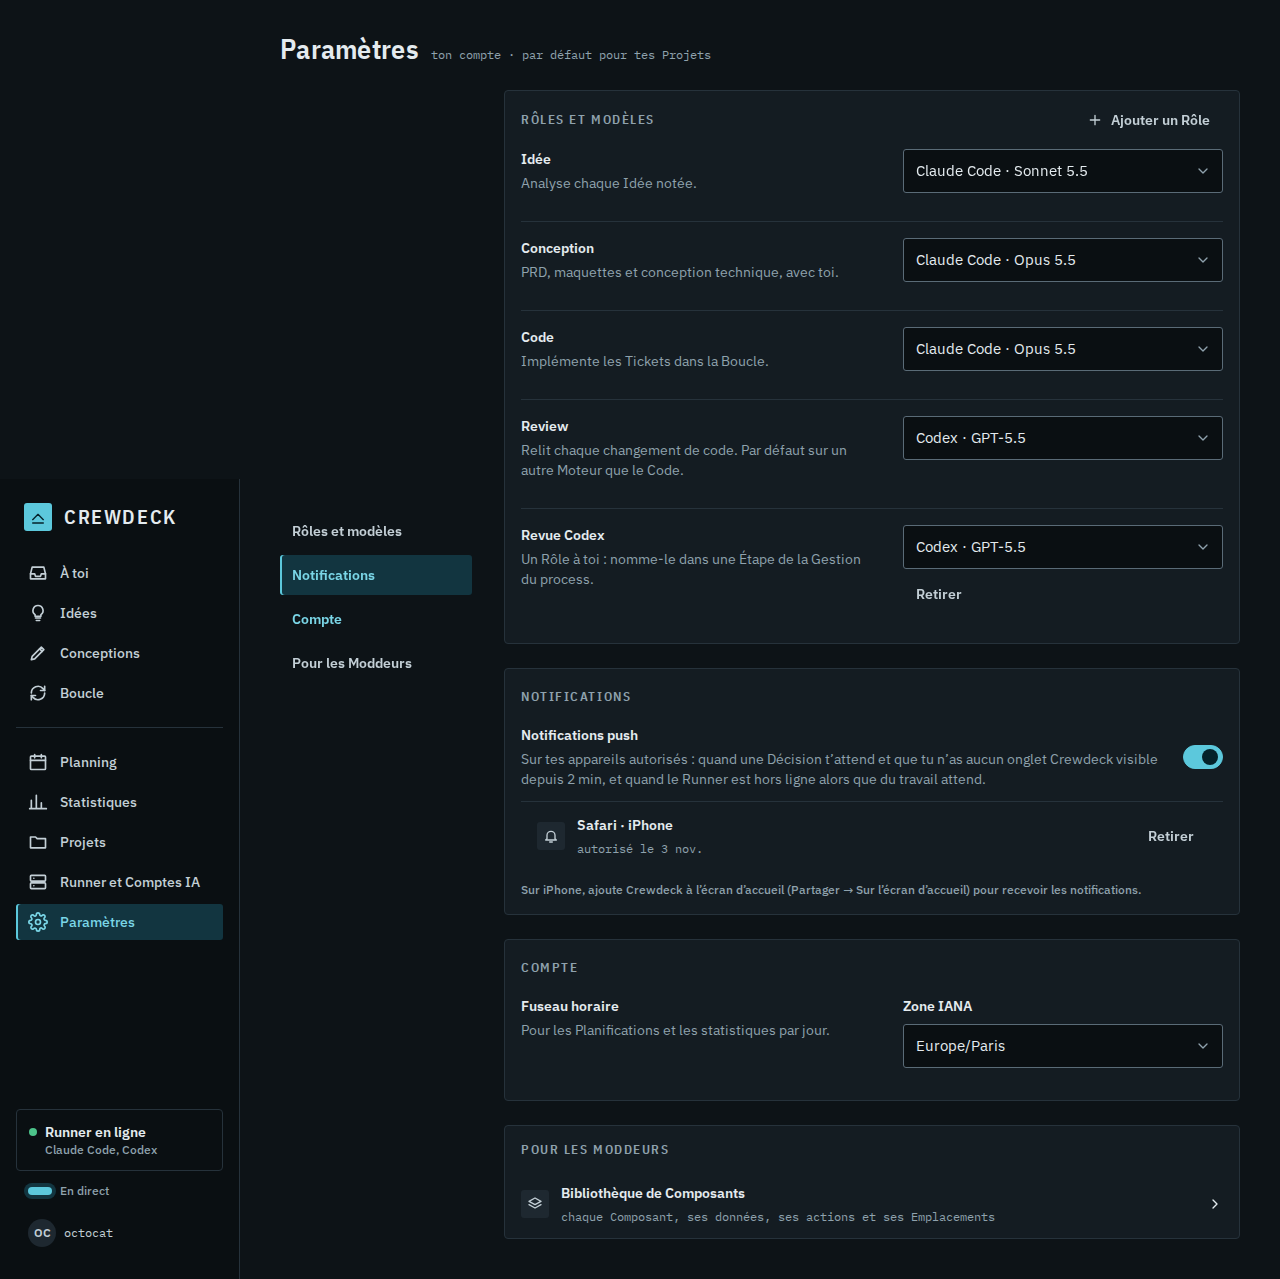 Paramètres
ton compte · par défaut pour tes Projets
CREWDECK
À toi
Idées
Conceptions
Boucle
Planning
Statistiques
Projets
Runner et Comptes IA
Paramètres
Runner en ligne
Claude Code, Codex
En direct
OC octocat
Rôles et modèles
Notifications
Compte
Pour les Moddeurs
RÔLES ET MODÈLES
Ajouter un Rôle
Idée
Analyse chaque Idée notée.
Claude Code · Sonnet 5.5
Conception
PRD, maquettes et conception technique, avec toi.
Claude Code · Opus 5.5
Code
Implémente les Tickets dans la Boucle.
Claude Code · Opus 5.5
Review
Relit chaque changement de code. Par défaut sur un
autre Moteur que le Code.
Codex · GPT-5.5
Revue Codex
Un Rôle à toi : nomme-le dans une Étape de la Gestion
du process.
Codex · GPT-5.5
Retirer
NOTIFICATIONS
Notifications push
Sur tes appareils autorisés : quand une Décision t’attend et que tu n’as aucun onglet Crewdeck visible
depuis 2 min, et quand le Runner est hors ligne alors que du travail attend.
Safari · iPhone
autorisé le 3 nov.
Retirer
Sur iPhone, ajoute Crewdeck à l’écran d’accueil (Partager → Sur l’écran d’accueil) pour recevoir les notifications.
COMPTE
Fuseau horaire
Pour les Planifications et les statistiques par jour.
Zone IANA
Europe/Paris
POUR LES MODDEURS
Bibliothèque de Composants
chaque Composant, ses données, ses actions et ses Emplacements